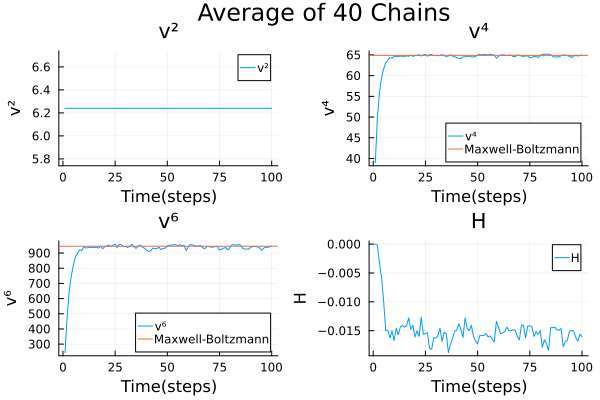 Average of 40 Chains
v²
v²
6.6
6.4
6.2
6.0
5.8
v²
0 25 50 75 100
Time(steps)
v⁴
v⁴
65
60
55
50
45
40
v⁴
Maxwell-Boltzmann
0 25 50 75 100
Time(steps)
v⁶
v⁶
900
800
700
600
500
400
300
v⁶
Maxwell-Boltzmann
0 25 50 75 100
Time(steps)
H
H
0.000
−0.005
−0.010
−0.015
H
0 25 50 75 100
Time(steps)